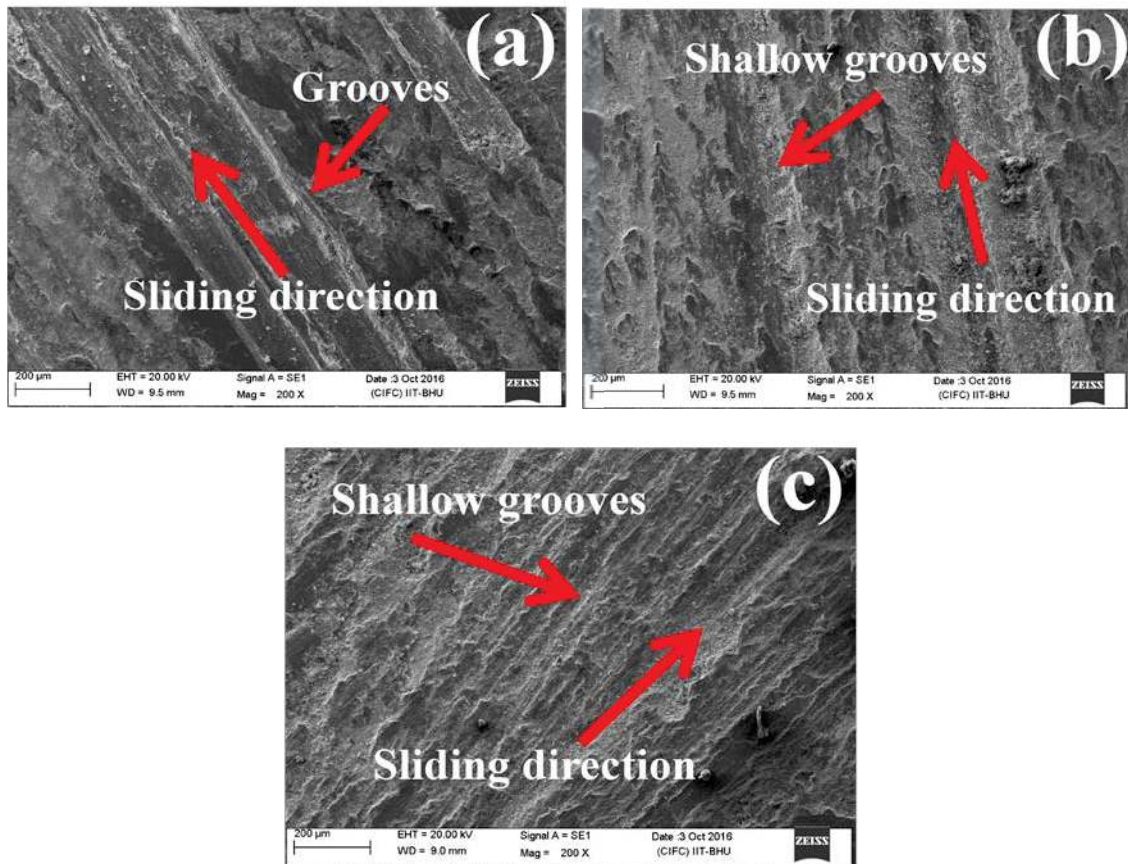 (a)
Grooves
Sliding direction
200 µm
EHT = 20.00 kV
Signal A = SE1
Date :3 Oct 2016
WD = 9.5 mm
Mag = 200 X
(CIFC) IIT-BHU
ZEISS
(b)
Shallow grooves
Sliding direction
200 µm
EHT = 20.00 kV
Signal A = SE1
Date :3 Oct 2016
WD = 9.5 mm
Mag = 200 X
(CIFC) IIT-BHU
ZEISS
(c)
Shallow grooves
Sliding direction
200 µm
EHT = 20.00 kV
Signal A = SE1
Date :3 Oct 2016
WD = 9.0 mm
Mag = 200 X
(CIFC) IIT-BHU
ZEISS